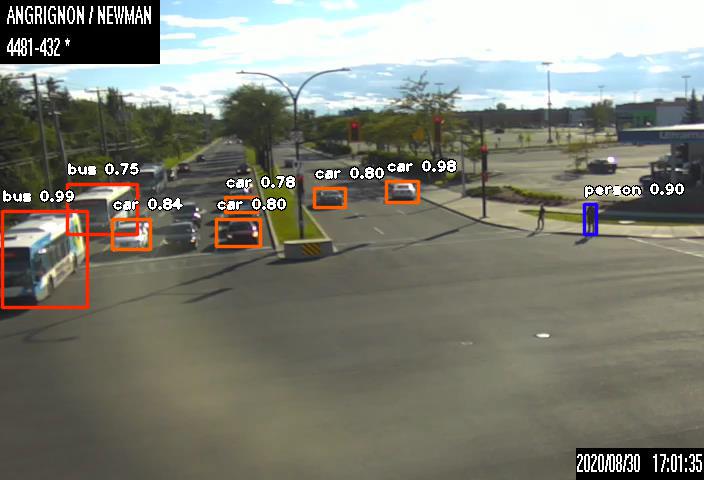 ANGRIGNON / NEWMAN
4481-432 *
bus 0.75
car 0.78
car 0.80
car 0.98
bus 0.99
car 0.84
car 0.80
person 0.90
2020/08/30 17:01:35